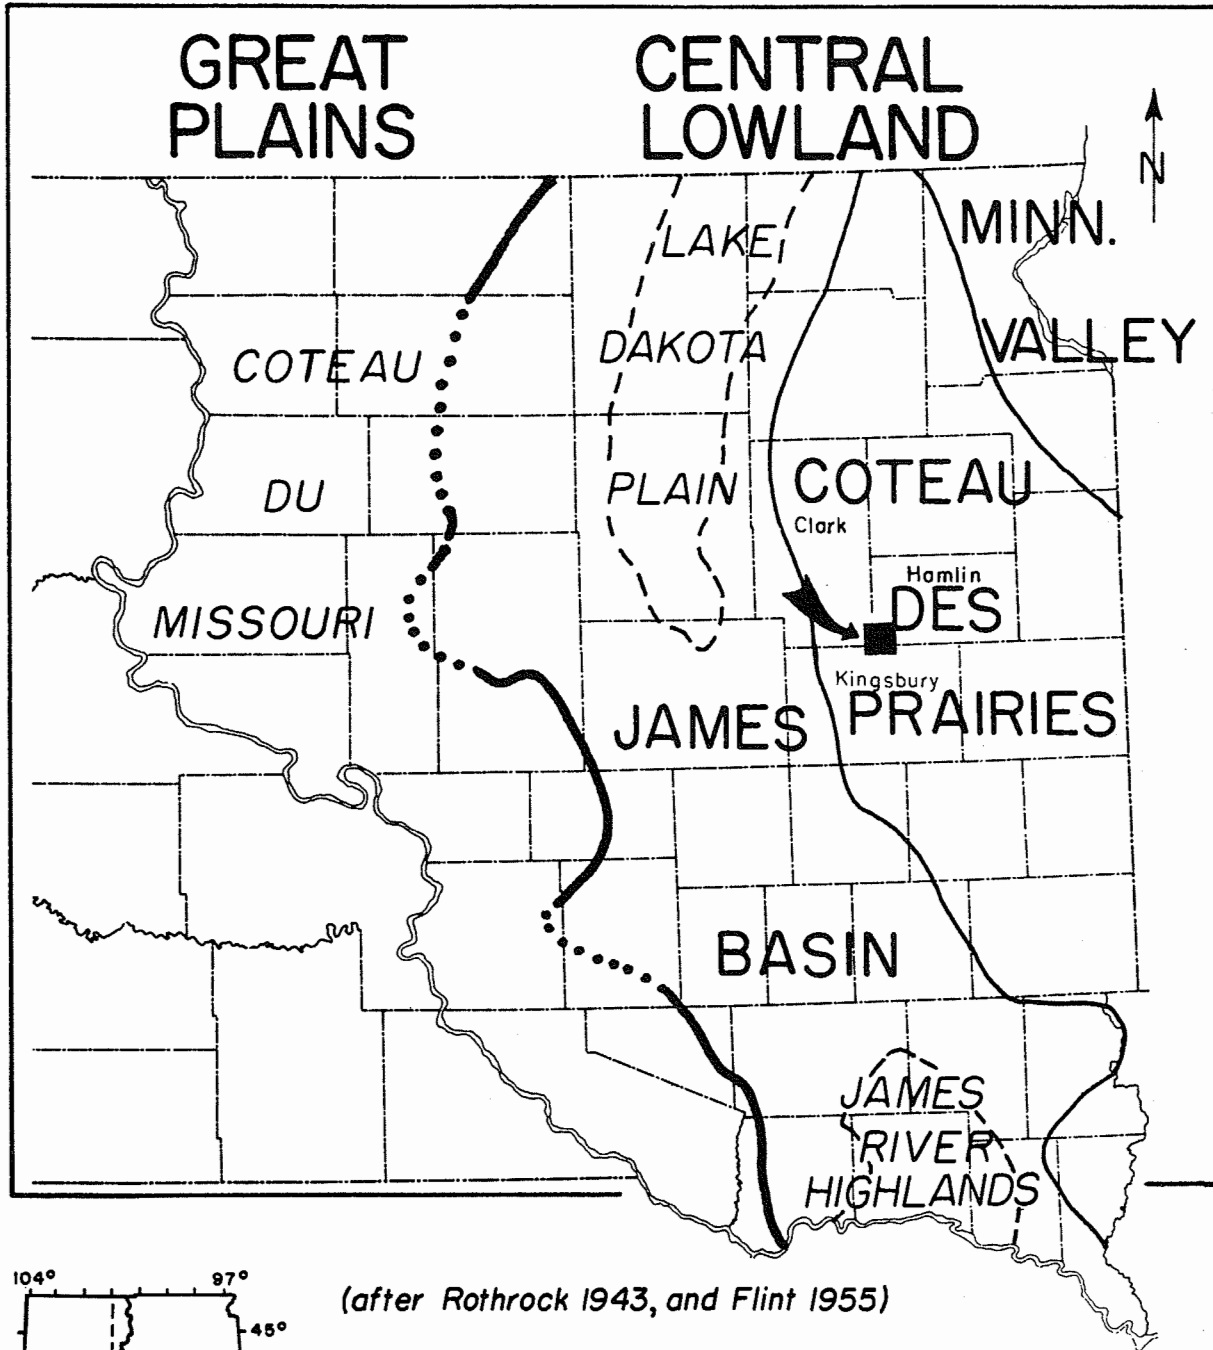 GREAT
PLAINS
CENTRAL
LOWLAND
N
MINN.
VALLEY
LAKE
DAKOTA
PLAIN
COTEAU
DU
MISSOURI
COTEAU
Clark
Hamlin
DES
Kingsbury
PRAIRIES
JAMES
BASIN
JAMES
RIVER
HIGHLANDS
104° 97°
45°
(after Rothrock 1943, and Flint 1955)